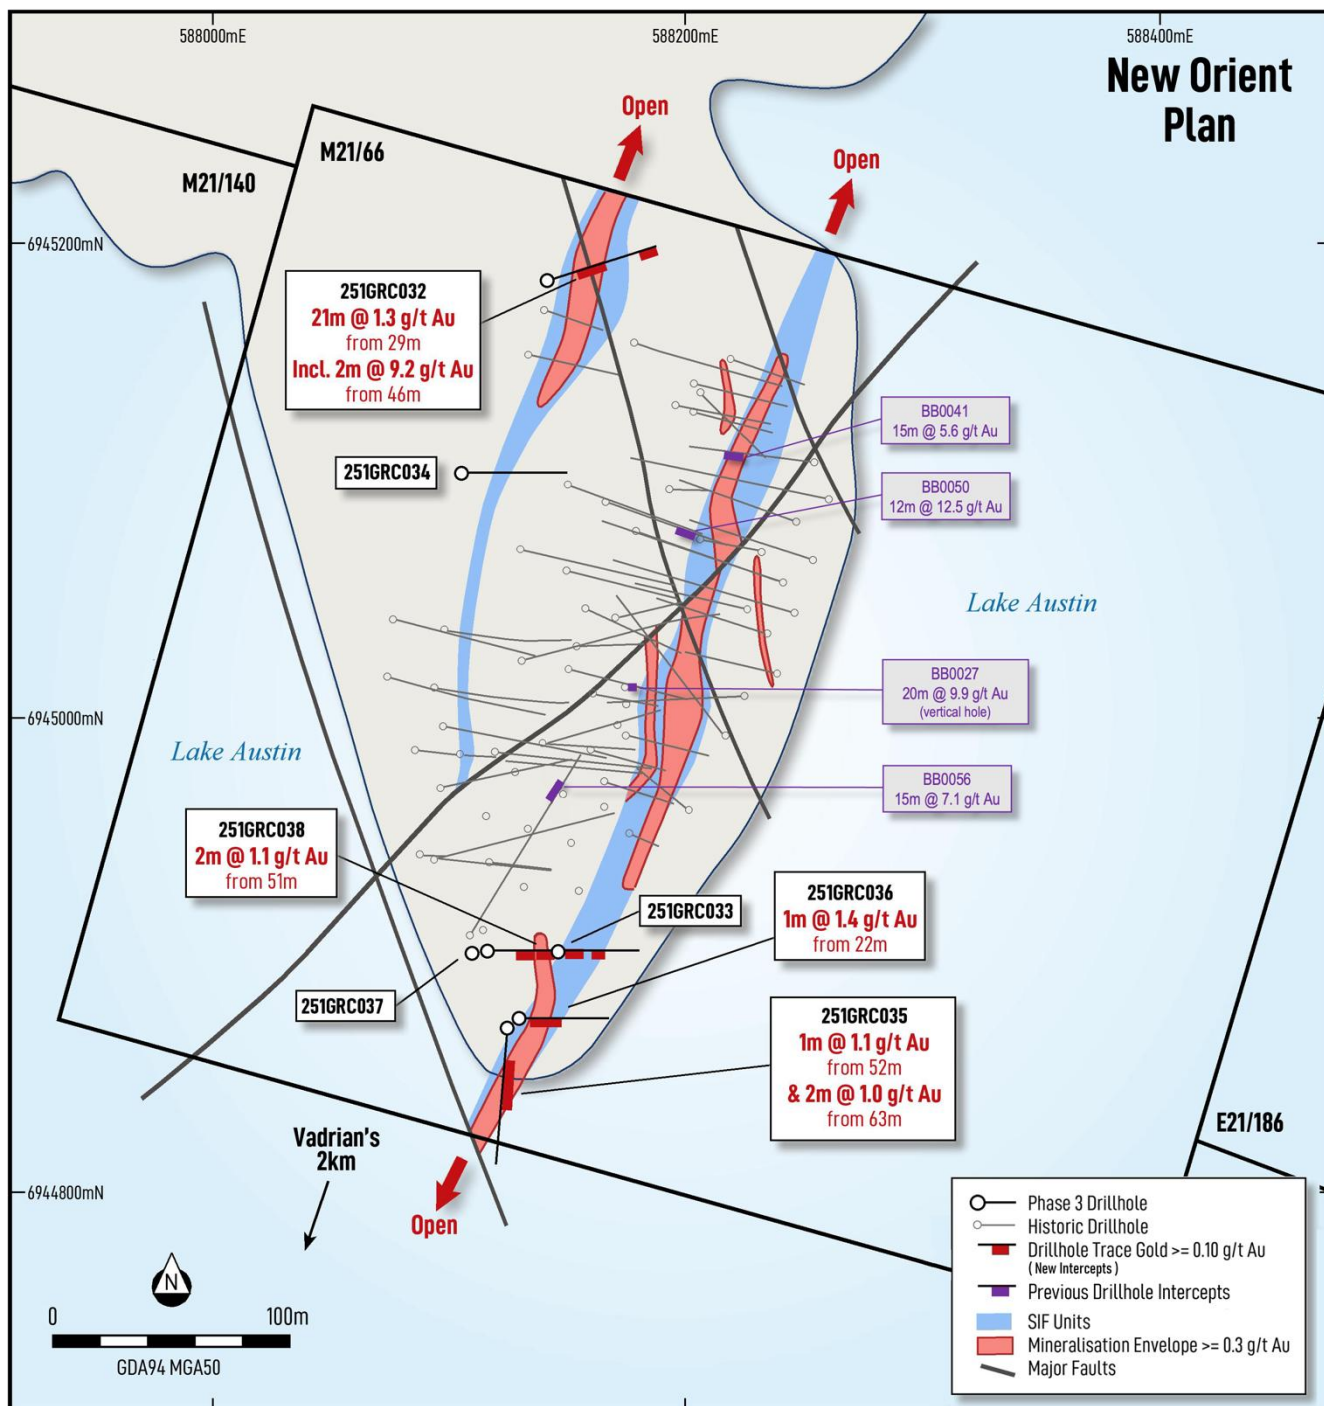 588000mE
588200mE
588400mE
New Orient
Plan
Open
Open
M21/66
M21/140
6945200mN
251GRC032
21m @ 1.3 g/t Au
from 29m
Incl. 2m @ 9.2 g/t Au
from 46m
BB0041
15m @ 5.6 g/t Au
251GRC034
BB0050
12m @ 12.5 g/t Au
Lake Austin
BB0027
20m @ 9.9 g/t Au
(vertical hole)
6945000mN
Lake Austin
BB0056
15m @ 7.1 g/t Au
251GRC038
2m @ 1.1 g/t Au
from 51m
251GRC033
251GRC036
1m @ 1.4 g/t Au
from 22m
251GRC037
251GRC035
1m @ 1.1 g/t Au
from 52m
& 2m @ 1.0 g/t Au
from 63m
E21/186
Vadrian's
2km
6944800mN
Open
N
0 100m
GDA94 MGA50
Phase 3 Drillhole
Historic Drillhole
Drillhole Trace Gold >= 0.10 g/t Au
( New Intercepts )
Previous Drillhole Intercepts
SIF Units
Mineralisation Envelope >= 0.3 g/t Au
Major Faults